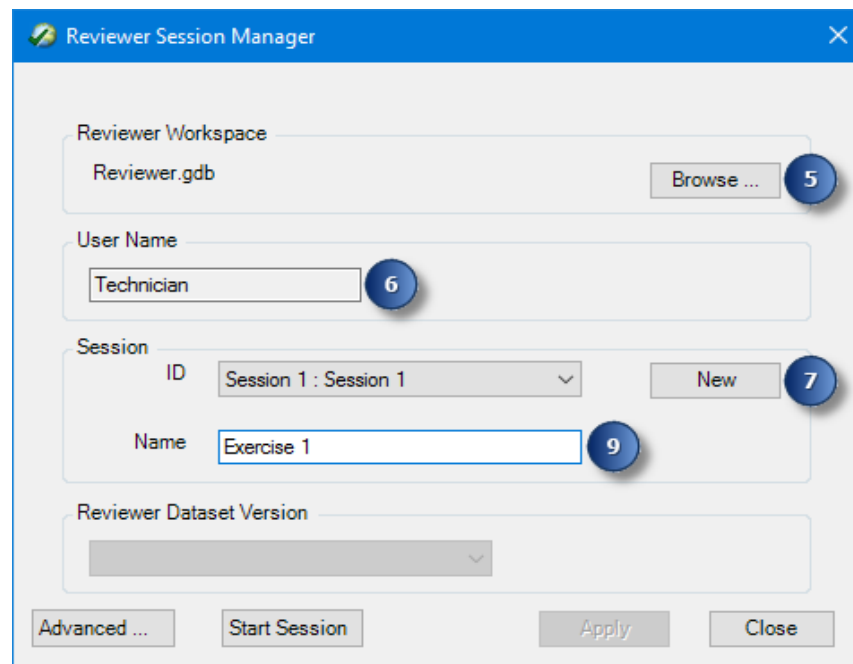 Reviewer Session Manager
Reviewer Workspace
Reviewer.gdb
Browse ...
5
User Name
Technician
6
Session
ID
Session 1 : Session 1
New
7
Name
Exercise 1
9
Reviewer Dataset Version
Advanced ...
Start Session
Apply
Close